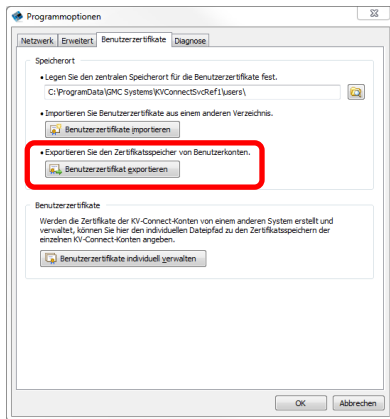 Programmoptionen
Netzwerk Erweitert Benutzerzertifikate Diagnose
Speicherort
• Legen Sie den zentralen Speicherort für die Benutzerzertifikate fest.
C:\ProgramData\GMC Systems\KVConnectSvcRef1\users\
• Importieren Sie Benutzerzertifikate aus einem anderen Verzeichnis.
Benutzerzertifikate importieren
• Exportieren Sie den Zertifikatsspeicher von Benutzerkonten.
Benutzerzertifikat exportieren
Benutzerzertifikate
Werden die Zertifikate der KV-Connect-Konten von einem anderen System erstellt und
verwaltet, können Sie hier den individuellen Dateipfad zu den Zertifikatsspeichern der
einzelnen KV-Connect-Konten angeben.
Benutzerzertifikate individuell verwalten
OK Abbrechen